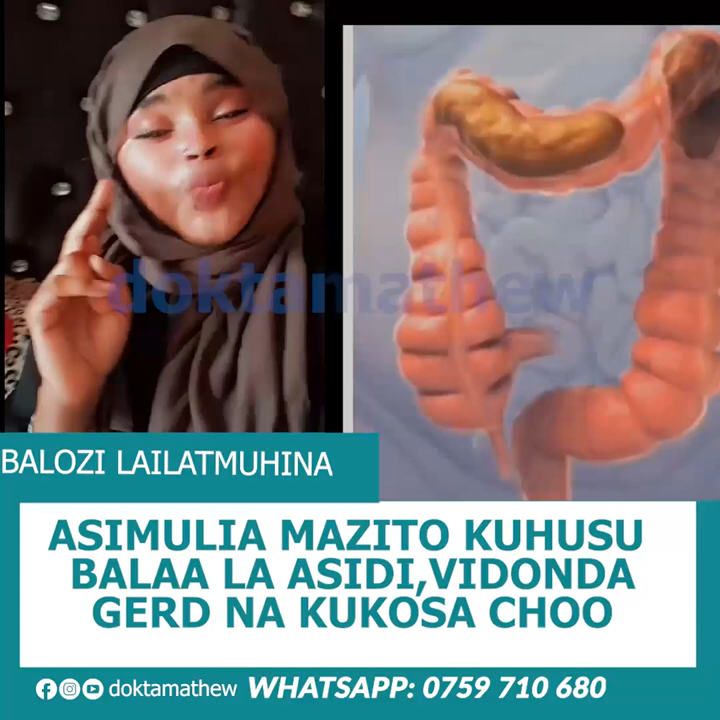 doktamathew
BALOZI LAILATMUHINA
ASIMULIA MAZITO KUHUSU
BALAA LA ASIDI,VIDONDA
GERD NA KUKOSA CHOO
doktamathew WHATSAPP: 0759 710 680